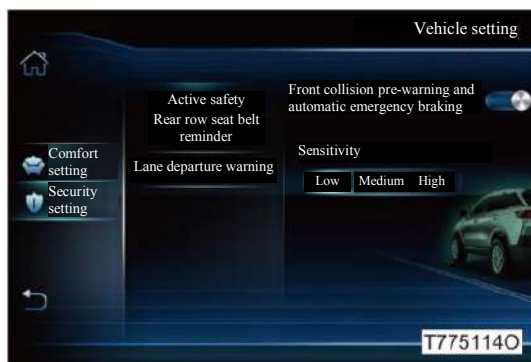 Vehicle setting
Comfort
setting
Security
setting
Active safety
Rear row seat belt
reminder
Lane departure warning
Front collision pre-warning and
automatic emergency braking
Sensitivity
Low Medium High
T775114O